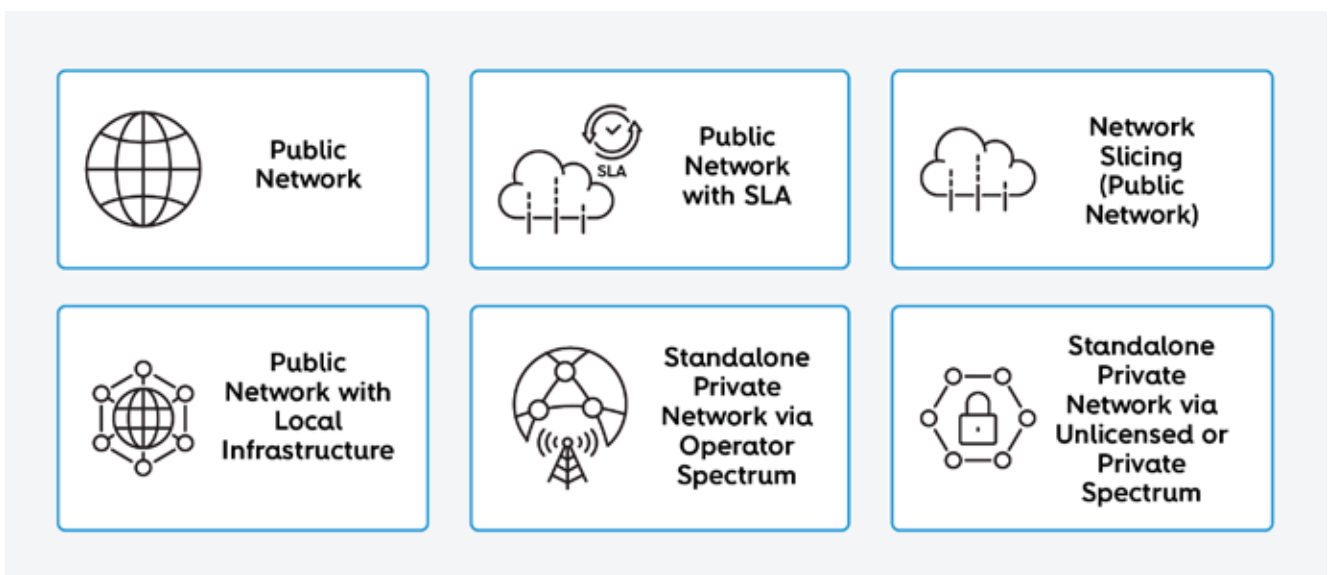 Public
Network
SLA
Public
Network
with SLA
Network
Slicing
(Public
Network)
Public
Network with
Local
Infrastructure
Standalone
Private
Network via
Operator
Spectrum
Standalone
Private
Network via
Unlicensed or
Private
Spectrum